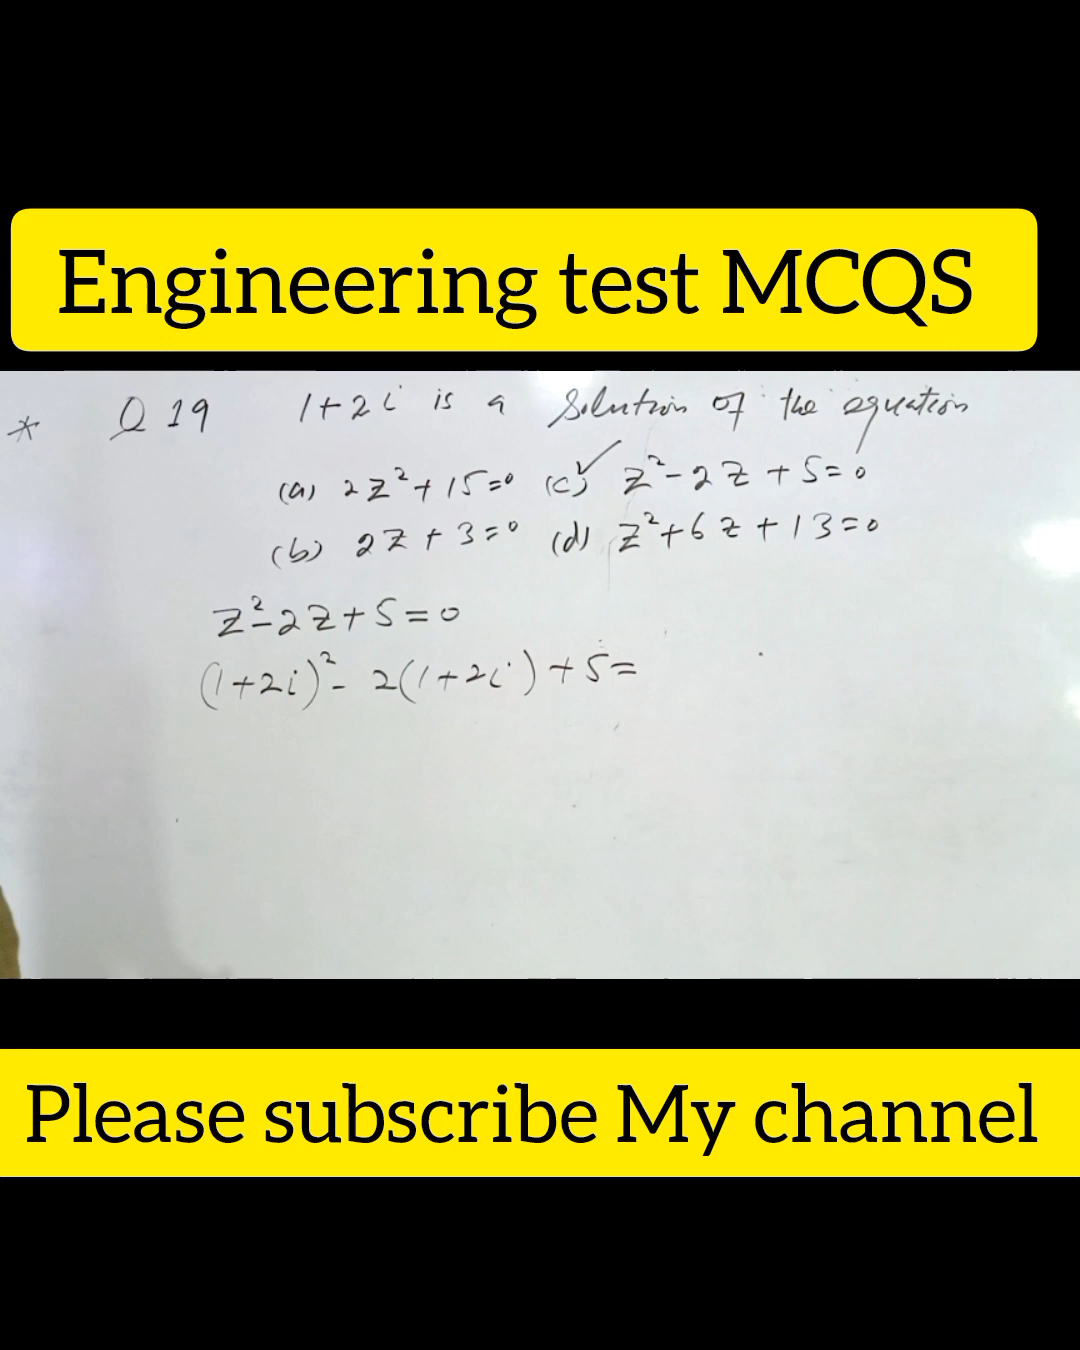 Engineering test MCQS
* Q 19 1+2i is a solution of the equation
(a) 2z²+15=0 (c)✓ z²-2z+5=0
(b) 2z+3=0 (d) z²+6z+13=0
z²-2z+5=0
(1+2i)²- 2(1+2i)+5=
Please subscribe My channel